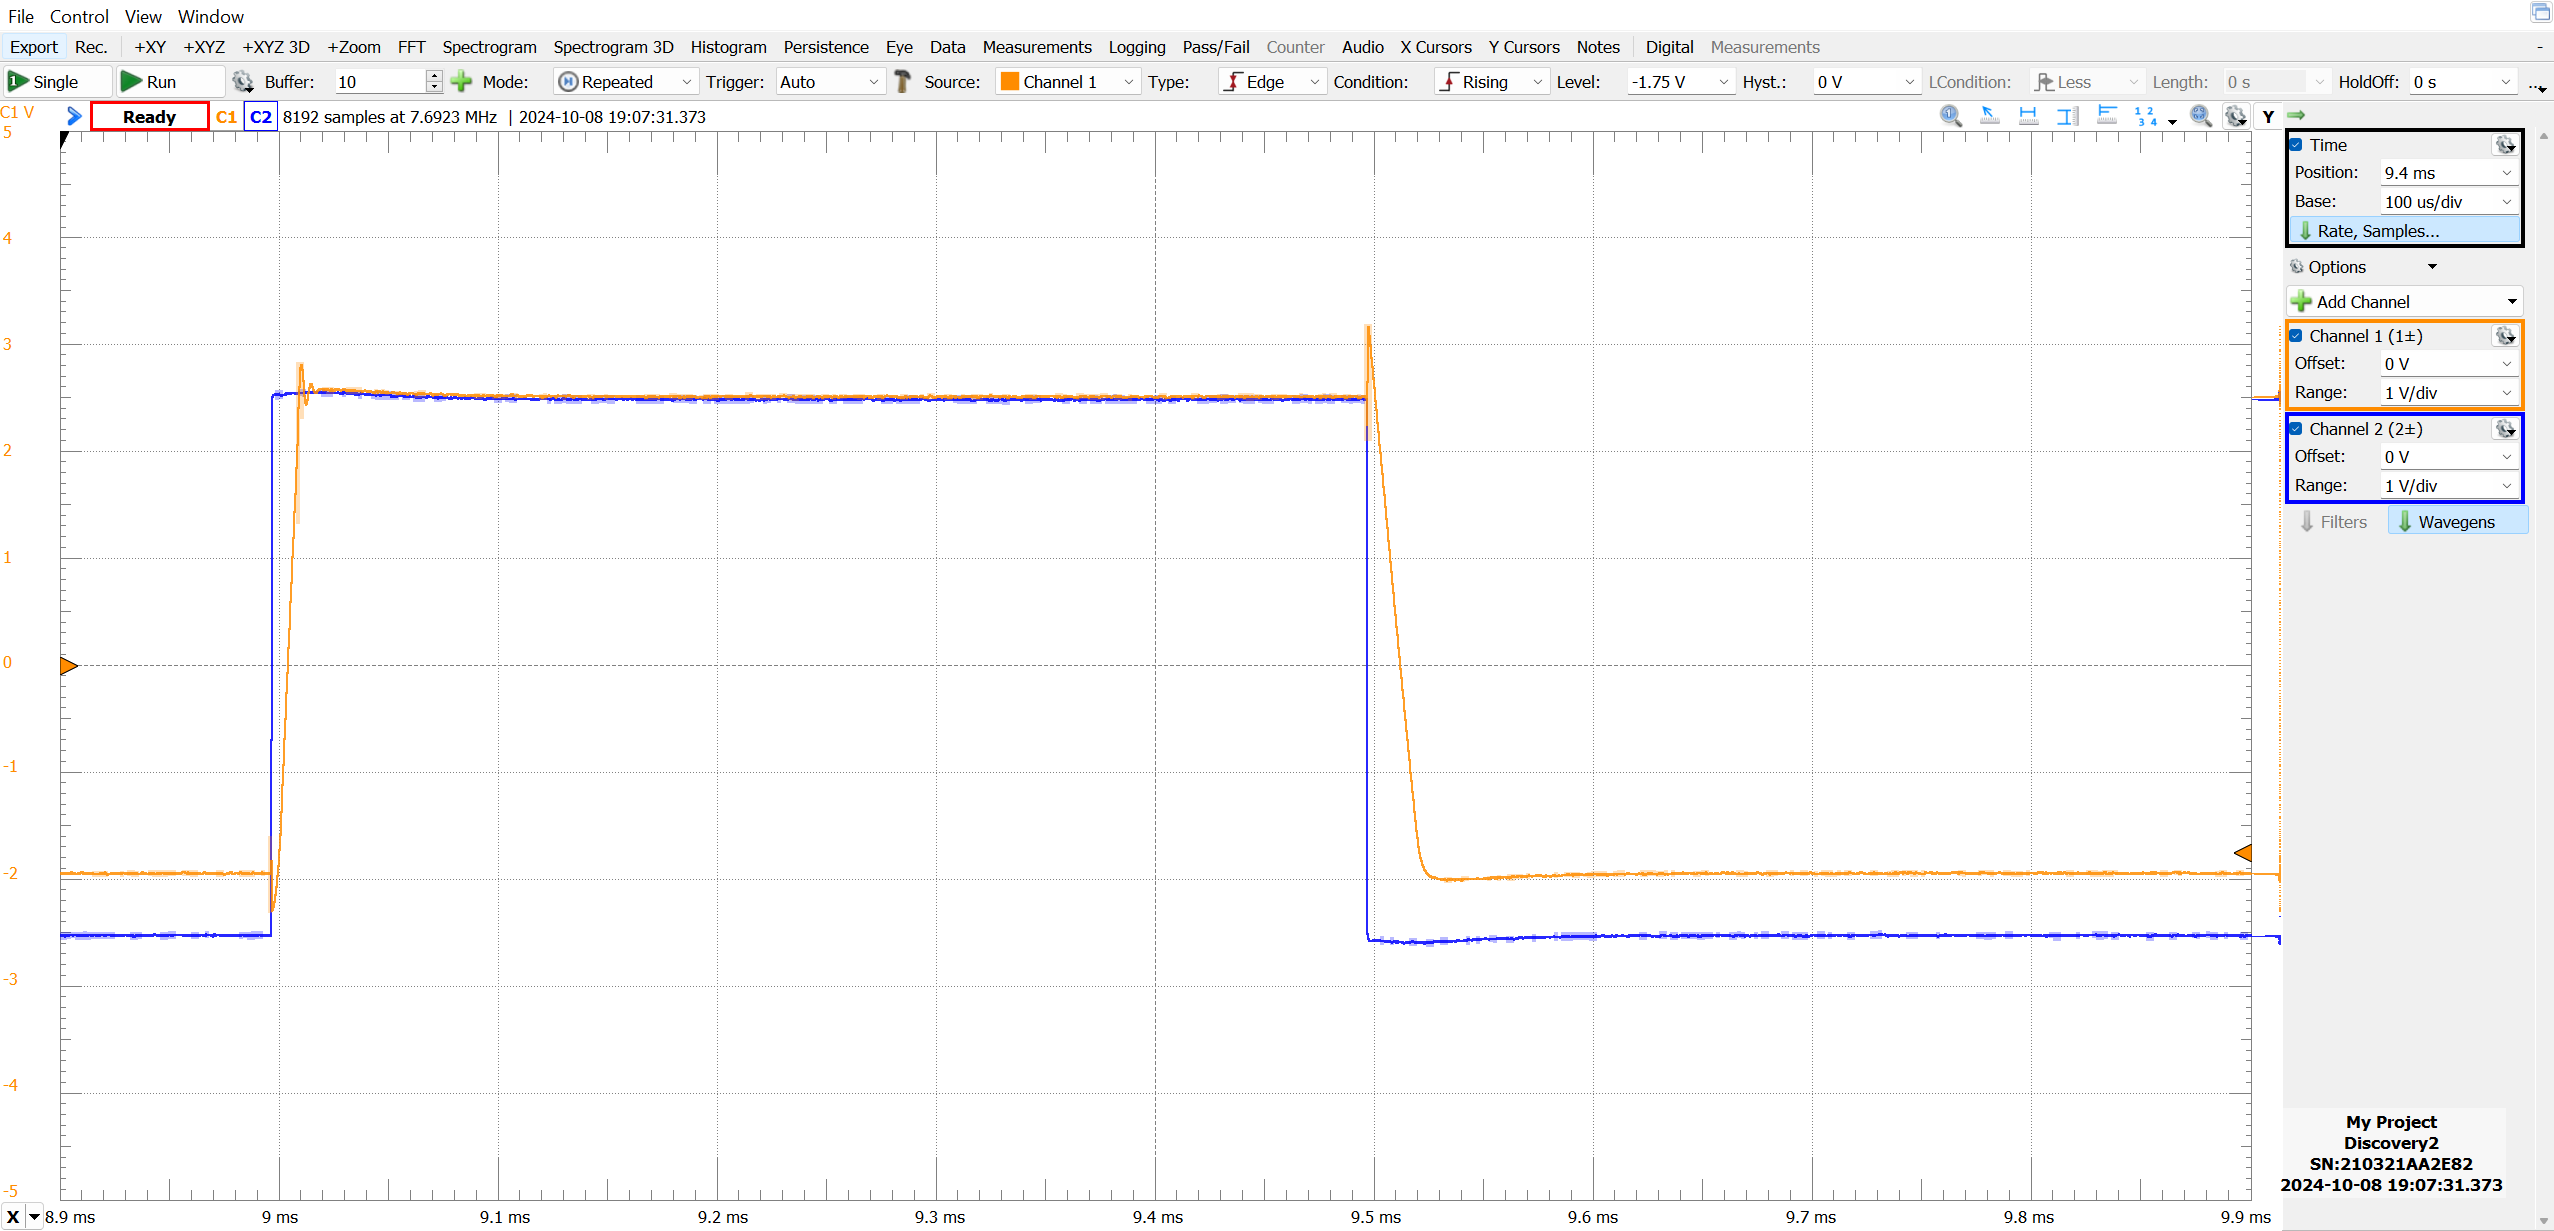 File Control View Window
Export Rec. +XY +XYZ +XYZ 3D +Zoom FFT Spectrogram Spectrogram 3D Histogram Persistence Eye Data Measurements Logging Pass/Fail Counter Audio X Cursors Y Cursors Notes Digital Measurements -
Single Run Buffer: 10 Mode: Repeated Trigger: Auto Source: Channel 1 Type: Edge Condition: Rising Level: -1.75 V Hyst.: 0 V LCondition: Less Length: 0 s HoldOff: 0 s ...
C1 V Ready C1 C2 8192 samples at 7.6923 MHz | 2024-10-08 19:07:31.373 Y
5
4
3
2
1
0
-1
-2
-3
-4
-5
X 8.9 ms 9 ms 9.1 ms 9.2 ms 9.3 ms 9.4 ms 9.5 ms 9.6 ms 9.7 ms 9.8 ms 9.9 ms
Time
Position: 9.4 ms
Base: 100 us/div
Rate, Samples...
Options
Add Channel
Channel 1 (1±)
Offset: 0 V
Range: 1 V/div
Channel 2 (2±)
Offset: 0 V
Range: 1 V/div
Filters Wavegens
My Project
Discovery2
SN:210321AA2E82
2024-10-08 19:07:31.373